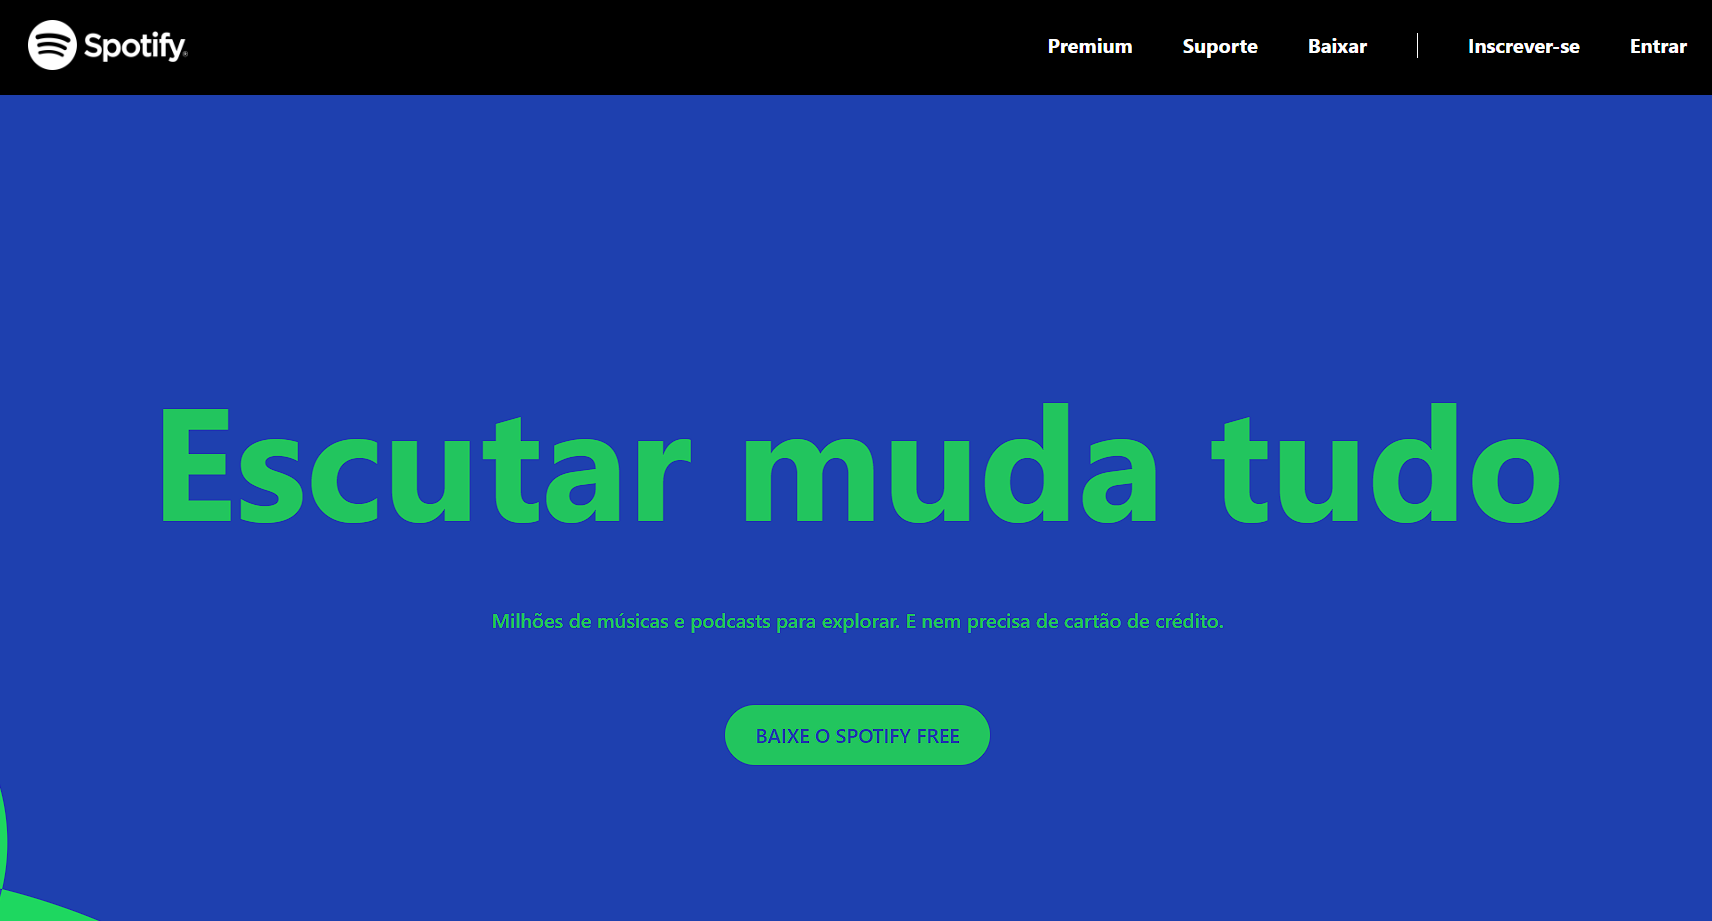 Spotify
Premium Suporte Baixar Inscrever-se Entrar
Escutar muda tudo
Milhões de músicas e podcasts para explorar. E nem precisa de cartão de crédito.
BAIXE O SPOTIFY FREE